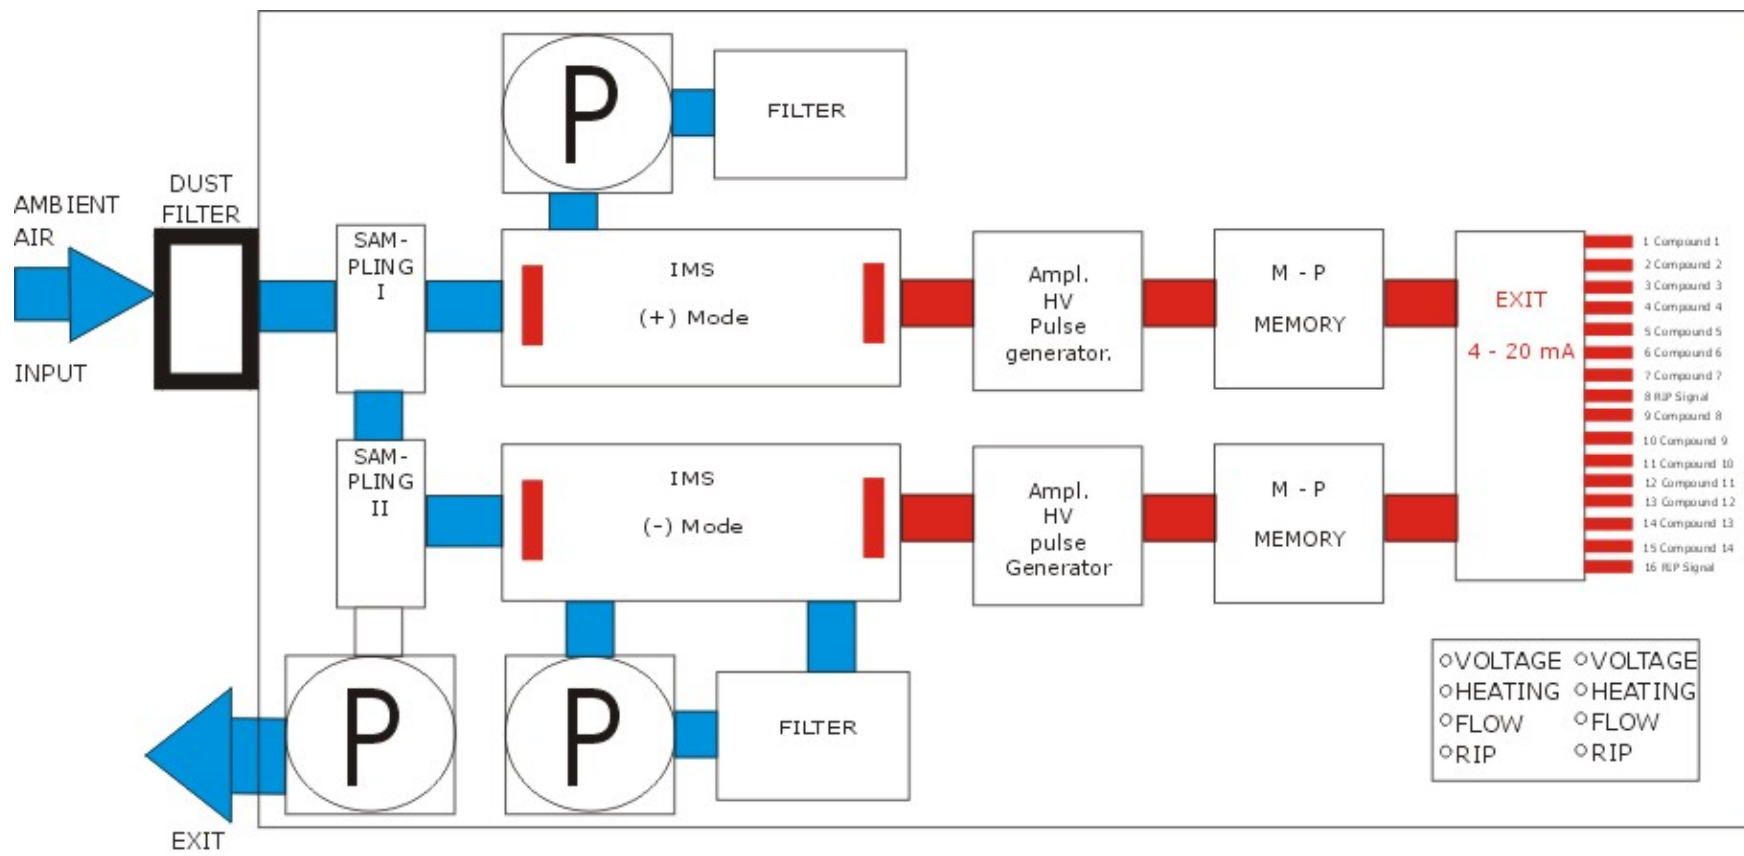 P
FILTER
DUST
FILTER
AMBIENT
AIR
INPUT
SAM-
PLING
I
IMS
(+) Mode
Ampl.
HV
Pulse
generator.
M - P
MEMORY
EXIT
4 - 20 mA
1 Compound 1
2 Compound 2
3 Compound 3
4 Compound 4
5 Compound 5
6 Compound 6
7 Compound 7
8 RIP Signal
9 Compound 8
10 Compound 9
11 Compound 10
12 Compound 11
13 Compound 12
14 Compound 13
15 Compound 14
16 RIP Signal
SAM-
PLING
II
IMS
(-) Mode
Ampl.
HV
pulse
Generator
M - P
MEMORY
P
EXIT
P
FILTER
VOLTAGE VOLTAGE
HEATING HEATING
FLOW FLOW
RIP RIP